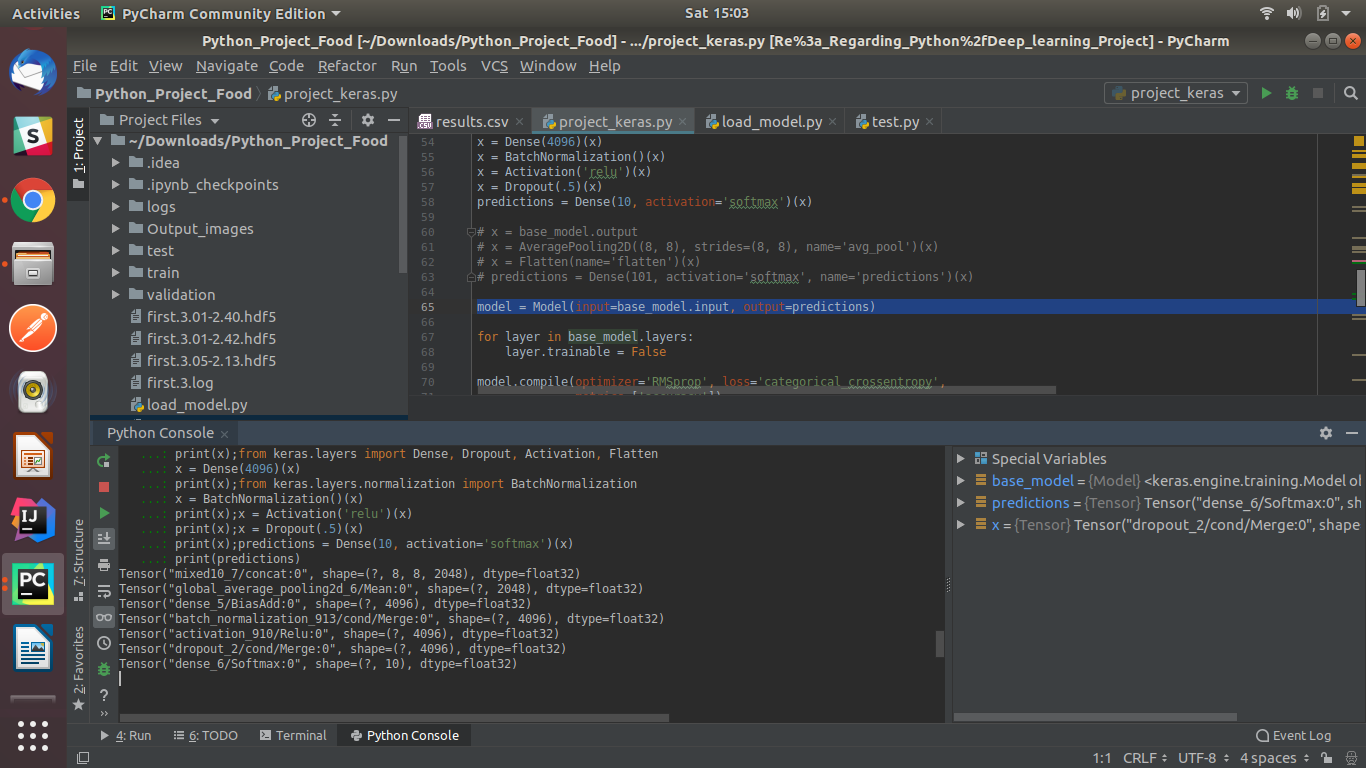 Activities PyCharm Community Edition Sat 15:03
Python_Project_Food [~/Downloads/Python_Project_Food] - .../project_keras.py [Re%3a_Regarding_Python%2fDeep_learning_Project] - PyCharm
File Edit View Navigate Code Refactor Run Tools VCS Window Help
Python_Project_Food project_keras.py project_keras
1: Project
Project Files
~/Downloads/Python_Project_Food
.idea
.ipynb_checkpoints
logs
Output_images
test
train
validation
first.3.01-2.40.hdf5
first.3.01-2.42.hdf5
first.3.05-2.13.hdf5
first.3.log
load_model.py
results.csv project_keras.py load_model.py test.py
54 x = Dense(4096)(x)
55 x = BatchNormalization()(x)
56 x = Activation('relu')(x)
57 x = Dropout(.5)(x)
58 predictions = Dense(10, activation='softmax')(x)
59
60 # x = base_model.output
61 # x = AveragePooling2D((8, 8), strides=(8, 8), name='avg_pool')(x)
62 # x = Flatten(name='flatten')(x)
63 # predictions = Dense(101, activation='softmax', name='predictions')(x)
64
65 model = Model(input=base_model.input, output=predictions)
66
67 for layer in base_model.layers:
68 layer.trainable = False
69
70 model.compile(optimizer='RMSprop', loss='categorical_crossentropy',
Python Console
...: print(x);from keras.layers import Dense, Dropout, Activation, Flatten
...: x = Dense(4096)(x)
...: print(x);from keras.layers.normalization import BatchNormalization
...: x = BatchNormalization()(x)
...: print(x);x = Activation('relu')(x)
...: print(x);x = Dropout(.5)(x)
...: print(x);predictions = Dense(10, activation='softmax')(x)
...: print(predictions)
Tensor("mixed10_7/concat:0", shape=(?, 8, 8, 2048), dtype=float32)
Tensor("global_average_pooling2d_6/Mean:0", shape=(?, 2048), dtype=float32)
Tensor("dense_5/BiasAdd:0", shape=(?, 4096), dtype=float32)
Tensor("batch_normalization_913/cond/Merge:0", shape=(?, 4096), dtype=float32)
Tensor("activation_910/Relu:0", shape=(?, 4096), dtype=float32)
Tensor("dropout_2/cond/Merge:0", shape=(?, 4096), dtype=float32)
Tensor("dense_6/Softmax:0", shape=(?, 10), dtype=float32)
Special Variables
base_model = {Model} <keras.engine.training.Model ol
predictions = {Tensor} Tensor("dense_6/Softmax:0", sh
x = {Tensor} Tensor("dropout_2/cond/Merge:0", shape
7: Structure
2: Favorites
4: Run 6: TODO Terminal Python Console Event Log
1:1 CRLF UTF-8 4 spaces